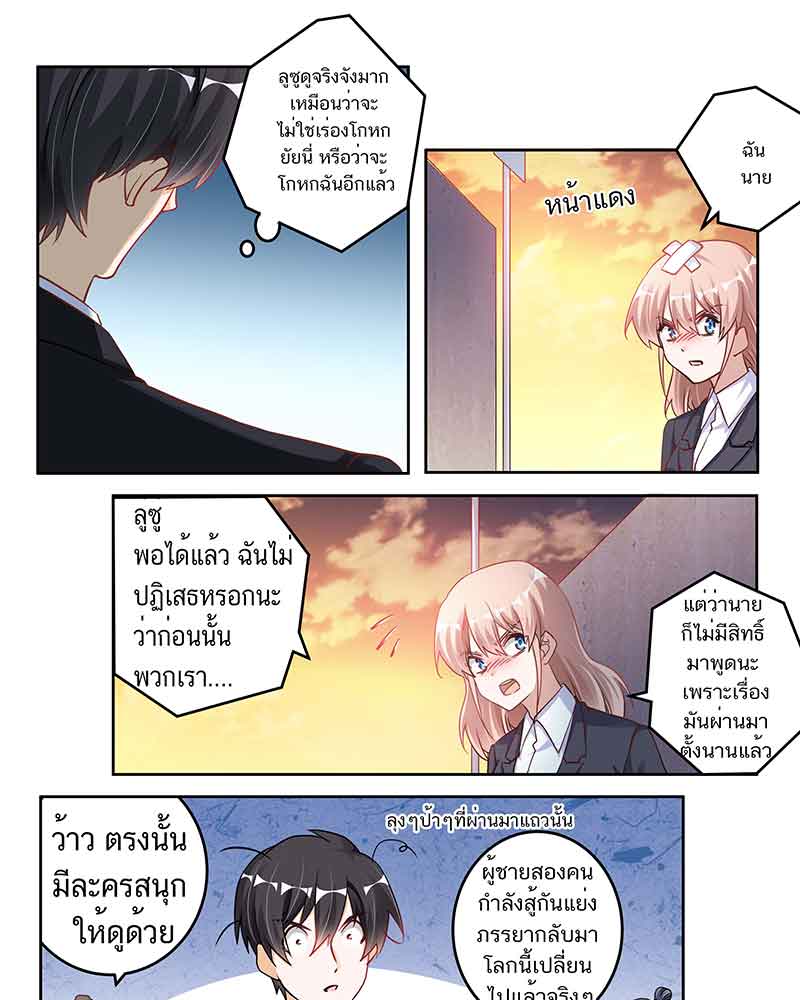 ลูซูดูจริงจังมาก
เหมือนว่าจะ
ไม่ใช่เร่องโกหก
ยัยนี่ หรือว่าจะ
โกหกฉันอีกแล้ว
ฉัน
นาย
หน้าแดง
ลูซู
พอได้แล้ว ฉันไม่
ปฏิเสธหรอกนะ
ว่าก่อนนั้น
พวกเรา....
แต่ว่านาย
ก็ไม่มีสิทธิ์
มาพูดนะ
เพราะเรื่อง
มันผ่านมา
ตั้งนานแล้ว
ว้าว ตรงนั้น
มีละครสนุก
ให้ดูด้วย
ลุงๆป้าๆที่ผ่านมาแถวนั้น
ผู้ชายสองคน
กำลังสู้กันแย่ง
ภรรยากลับมา
โลกนี้เปลี่ยน
ไปแล้วจริงๆ